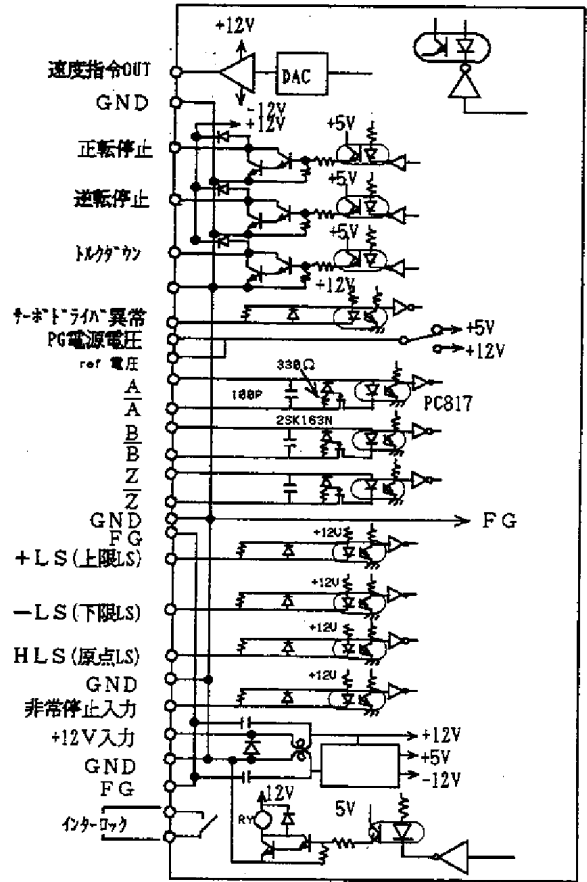 +12V
速度指令OUT
DAC
GND
-12V
+12V
正転停止
+5V
+5V
逆転停止
+5V
トルクダウン
+12V
サーボドライバ異常
PG電源電圧
+5V
+12V
ref 電圧
330Ω
A
100P
PC817
A
2SK163N
B
B
Z
Z
GND
FG
FG
+12V
+LS(上限LS)
+12V
-LS(下限LS)
+12V
HLS(原点LS)
GND
+12V
非常停止入力
+12V入力
+12V
+5V
GND
-12V
FG
12V
5V
インターロック
RY